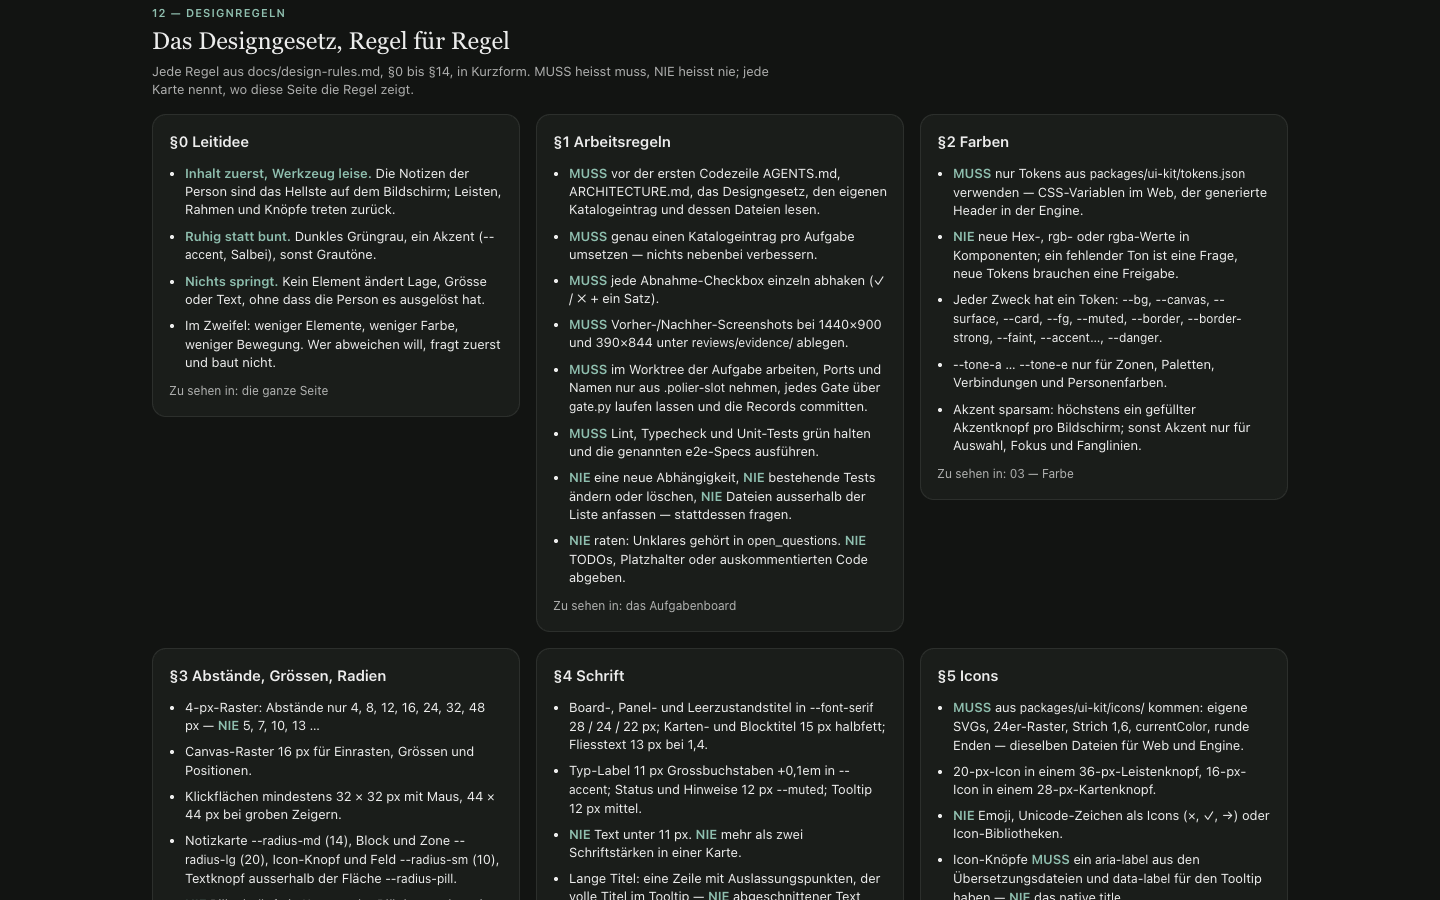 12 — DESIGNREGELN
Das Designgesetz, Regel für Regel
Jede Regel aus docs/design-rules.md, §0 bis §14, in Kurzform. MUSS heisst muss, NIE heisst nie; jede
Karte nennt, wo diese Seite die Regel zeigt.
§0 Leitidee
• Inhalt zuerst, Werkzeug leise. Die Notizen der
Person sind das Hellste auf dem Bildschirm; Leisten,
Rahmen und Knöpfe treten zurück.
• Ruhig statt bunt. Dunkles Grüngrau, ein Akzent (--
accent, Salbei), sonst Grautöne.
• Nichts springt. Kein Element ändert Lage, Grösse
oder Text, ohne dass die Person es ausgelöst hat.
• Im Zweifel: weniger Elemente, weniger Farbe,
weniger Bewegung. Wer abweichen will, fragt zuerst
und baut nicht.
Zu sehen in: die ganze Seite
§1 Arbeitsregeln
• MUSS vor der ersten Codezeile AGENTS.md,
ARCHITECTURE.md, das Designgesetz, den eigenen
Katalogeintrag und dessen Dateien lesen.
• MUSS genau einen Katalogeintrag pro Aufgabe
umsetzen — nichts nebenbei verbessern.
• MUSS jede Abnahme-Checkbox einzeln abhaken (✓
/ ✕ + ein Satz).
• MUSS Vorher-/Nachher-Screenshots bei 1440×900
und 390×844 unter reviews/evidence/ ablegen.
• MUSS im Worktree der Aufgabe arbeiten, Ports und
Namen nur aus .polier-slot nehmen, jedes Gate über
gate.py laufen lassen und die Records committen.
• MUSS Lint, Typecheck und Unit-Tests grün halten
und die genannten e2e-Specs ausführen.
• NIE eine neue Abhängigkeit, NIE bestehende Tests
ändern oder löschen, NIE Dateien ausserhalb der
Liste anfassen — stattdessen fragen.
• NIE raten: Unklares gehört in open_questions. NIE
TODOs, Platzhalter oder auskommentierten Code
abgeben.
Zu sehen in: das Aufgabenboard
§2 Farben
• MUSS nur Tokens aus packages/ui-kit/tokens.json
verwenden — CSS-Variablen im Web, der generierte
Header in der Engine.
• NIE neue Hex-, rgb- oder rgba-Werte in
Komponenten; ein fehlender Ton ist eine Frage,
neue Tokens brauchen eine Freigabe.
• Jeder Zweck hat ein Token: --bg, --canvas, --
surface, --card, --fg, --muted, --border, --border-
strong, --faint, --accent…, --danger.
• --tone-a … --tone-e nur für Zonen, Paletten,
Verbindungen und Personenfarben.
• Akzent sparsam: höchstens ein gefüllter
Akzentknopf pro Bildschirm; sonst Akzent nur für
Auswahl, Fokus und Fanglinien.
Zu sehen in: 03 — Farbe
§3 Abstände, Grössen, Radien
• 4-px-Raster: Abstände nur 4, 8, 12, 16, 24, 32, 48
px — NIE 5, 7, 10, 13 …
• Canvas-Raster 16 px für Einrasten, Grössen und
Positionen.
• Klickflächen mindestens 32 × 32 px mit Maus, 44 ×
44 px bei groben Zeigern.
• Notizkarte --radius-md (14), Block und Zone --
radius-lg (20), Icon-Knopf und Feld --radius-sm (10),
Textknopf ausserhalb der Fläche --radius-pill.
§4 Schrift
• Board-, Panel- und Leerzustandstitel in --font-serif
28 / 24 / 22 px; Karten- und Blocktitel 15 px halbfett;
Fliesstext 13 px bei 1,4.
• Typ-Label 11 px Grossbuchstaben +0,1em in --
accent; Status und Hinweise 12 px --muted; Tooltip
12 px mittel.
• NIE Text unter 11 px. NIE mehr als zwei
Schriftstärken in einer Karte.
• Lange Titel: eine Zeile mit Auslassungspunkten, der
volle Titel im Tooltip — NIE abgeschnittener Text
§5 Icons
• MUSS aus packages/ui-kit/icons/ kommen: eigene
SVGs, 24er-Raster, Strich 1,6, currentColor, runde
Enden — dieselben Dateien für Web und Engine.
• 20-px-Icon in einem 36-px-Leistenknopf, 16-px-
Icon in einem 28-px-Kartenknopf.
• NIE Emoji, Unicode-Zeichen als Icons (×, ✓, →) oder
Icon-Bibliotheken.
• Icon-Knöpfe MUSS ein aria-label aus den
Übersetzungsdateien und data-label für den Tooltip
haben — NIE das native title